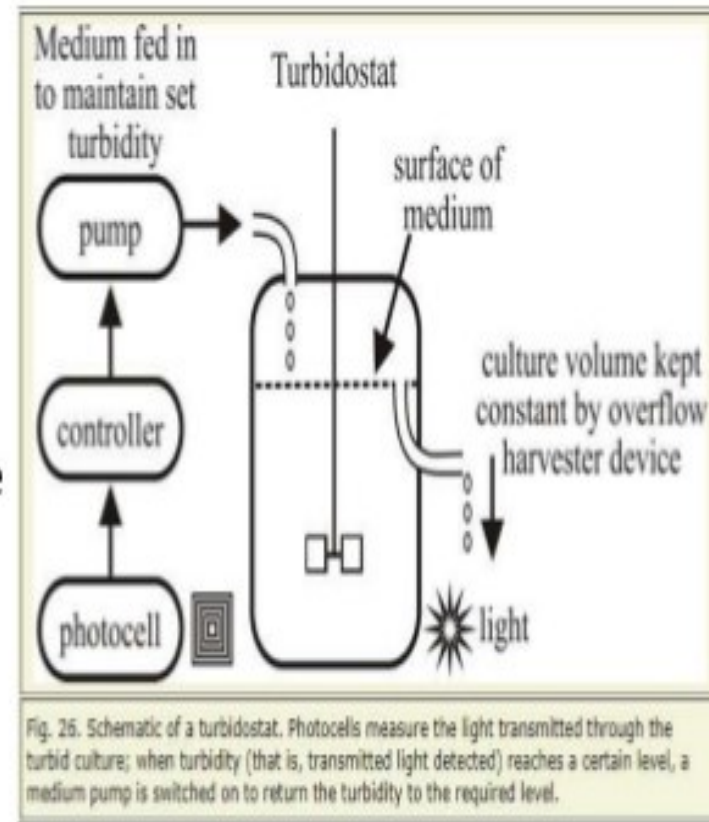 Medium fed in
to maintain set
turbidity
Turbidostat
surface of
medium
pump
culture volume kept
constant by overflow
harvester device
controller
e
photocell
light
Fig. 26. Schematic of a turbidostat. Photocells measure the light transmitted through the
turbid culture; when turbidity (that is, transmitted light detected) reaches a certain level, a
medium pump is switched on to return the turbidity to the required level.